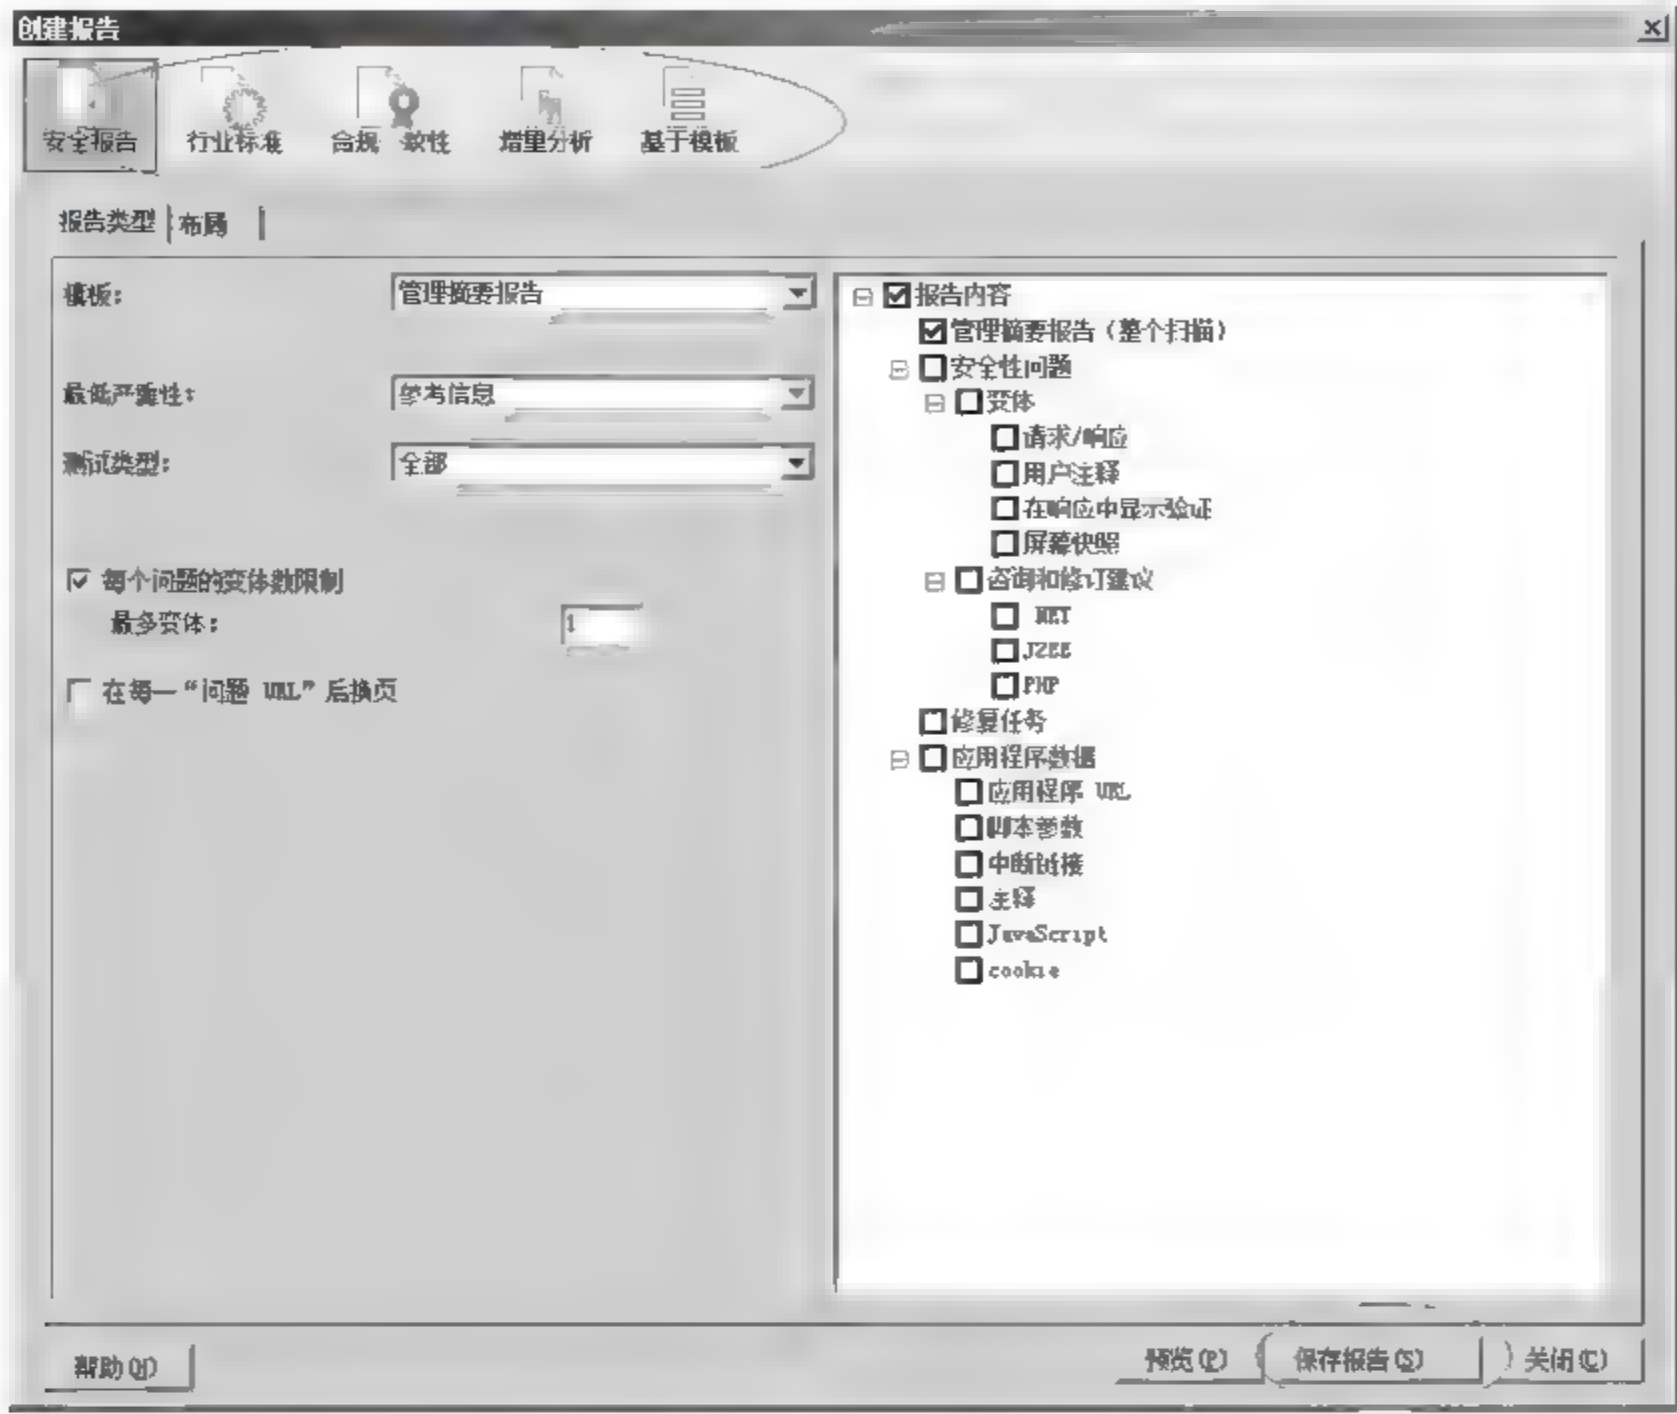 创建报告
安全报告 行业标准 合规一致性 增量分析 基于模板
报告类型 布局
模板： 管理摘要报告
最低严重性： 参考信息
测试类型： 全部
每个问题的变体数限制
最多变体： 1
在每一“问题 URL”后换页
报告内容
管理摘要报告（整个扫描）
安全性问题
变体
请求/响应
用户注释
在响应中显示验证
屏幕快照
咨询和修订建议
.NET
J2EE
PHP
修复任务
应用程序数据
应用程序 URL
脚本参数
中断链接
注释
JavaScript
cookie
帮助(H) 预览(P) 保存报告(S) 关闭(C)